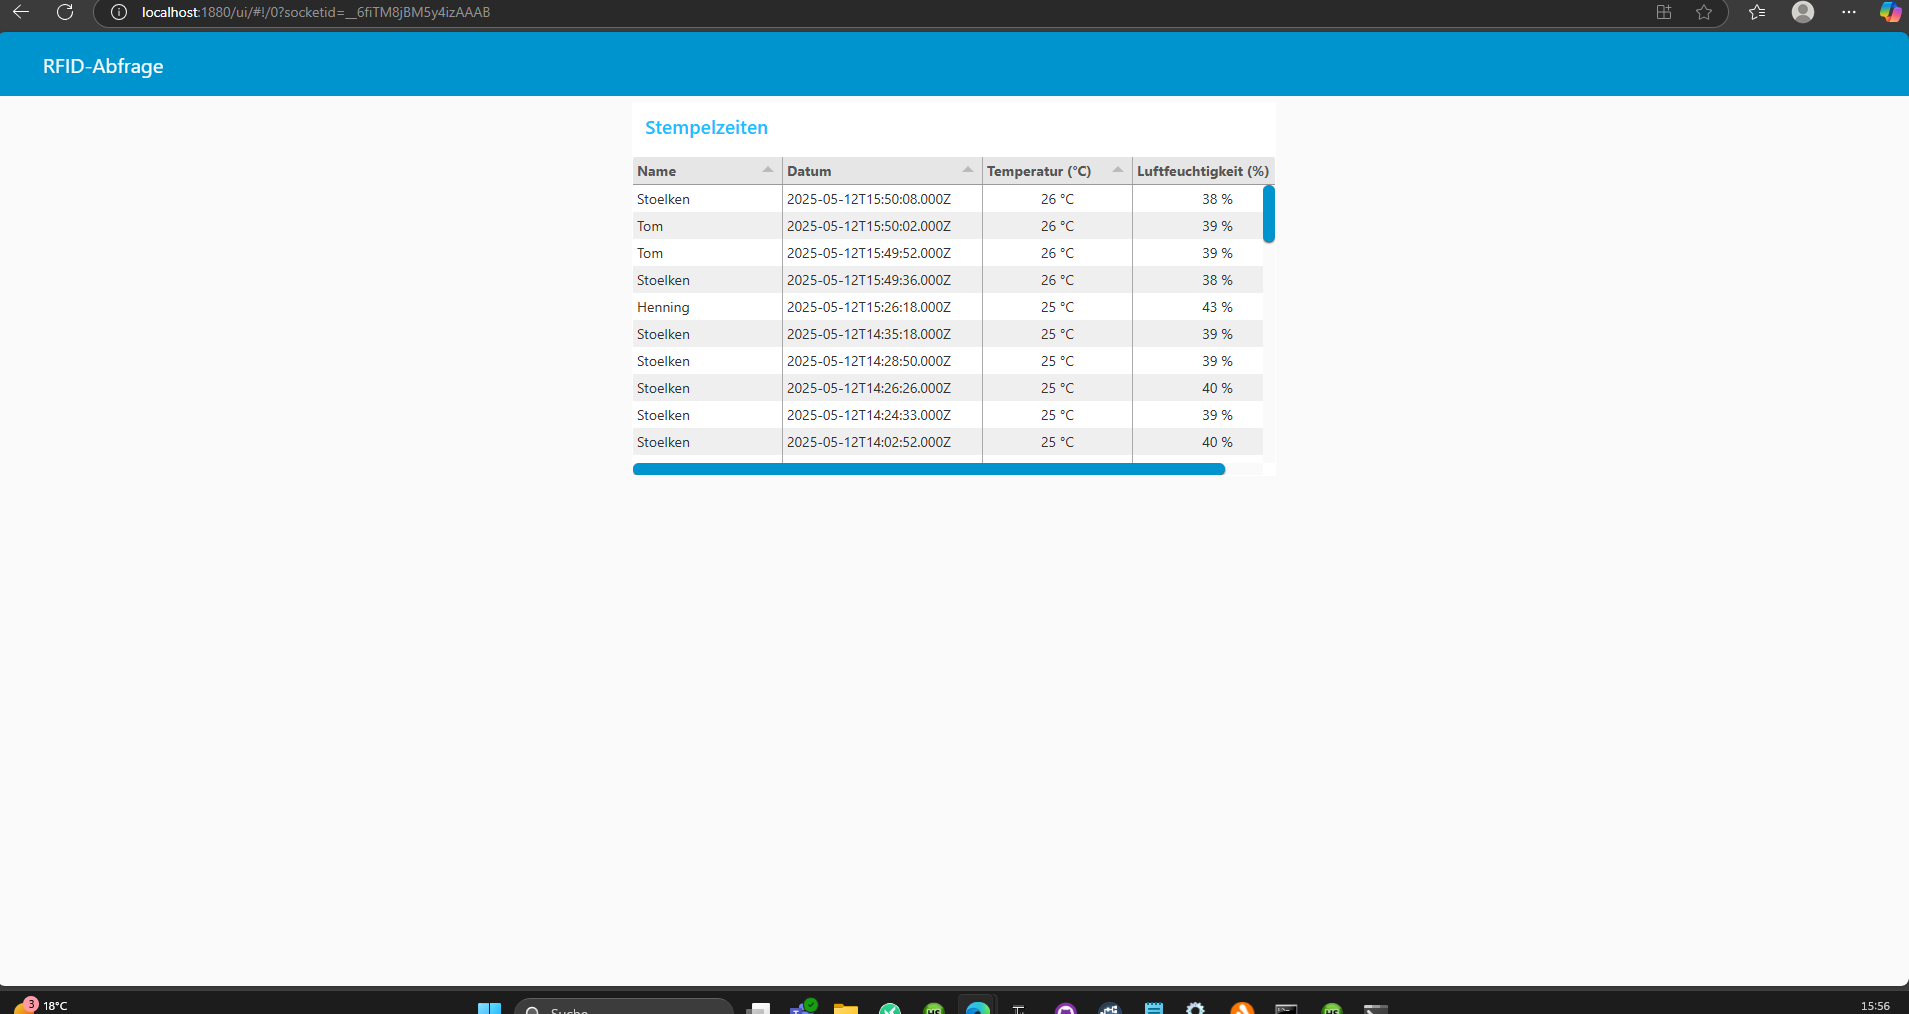 localhost:1880/ui/#!/0?socketid=__6fiTM8jBM5y4izAAAB
RFID-Abfrage
Stempelzeiten
Name Datum Temperatur (°C) Luftfeuchtigkeit (%)
Stoelken 2025-05-12T15:50:08.000Z 26 °C 38 %
Tom 2025-05-12T15:50:02.000Z 26 °C 39 %
Tom 2025-05-12T15:49:52.000Z 26 °C 39 %
Stoelken 2025-05-12T15:49:36.000Z 26 °C 38 %
Henning 2025-05-12T15:26:18.000Z 25 °C 43 %
Stoelken 2025-05-12T14:35:18.000Z 25 °C 39 %
Stoelken 2025-05-12T14:28:50.000Z 25 °C 39 %
Stoelken 2025-05-12T14:26:26.000Z 25 °C 40 %
Stoelken 2025-05-12T14:24:33.000Z 25 °C 39 %
Stoelken 2025-05-12T14:02:52.000Z 25 °C 40 %
3 18°C Suche 15:56